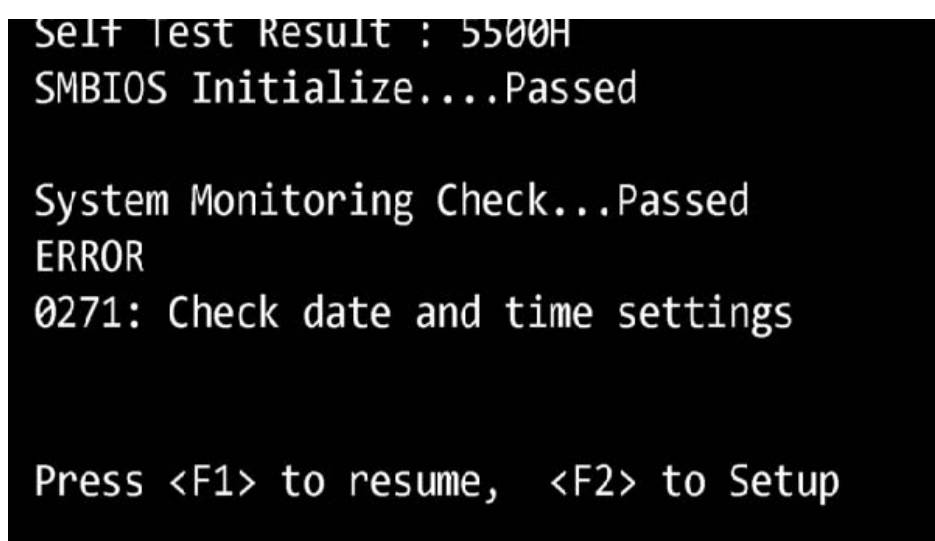 Self Test Result : 5500H
SMBIOS Initialize....Passed
System Monitoring Check...Passed
ERROR
0271: Check date and time settings
Press <F1> to resume, <F2> to Setup